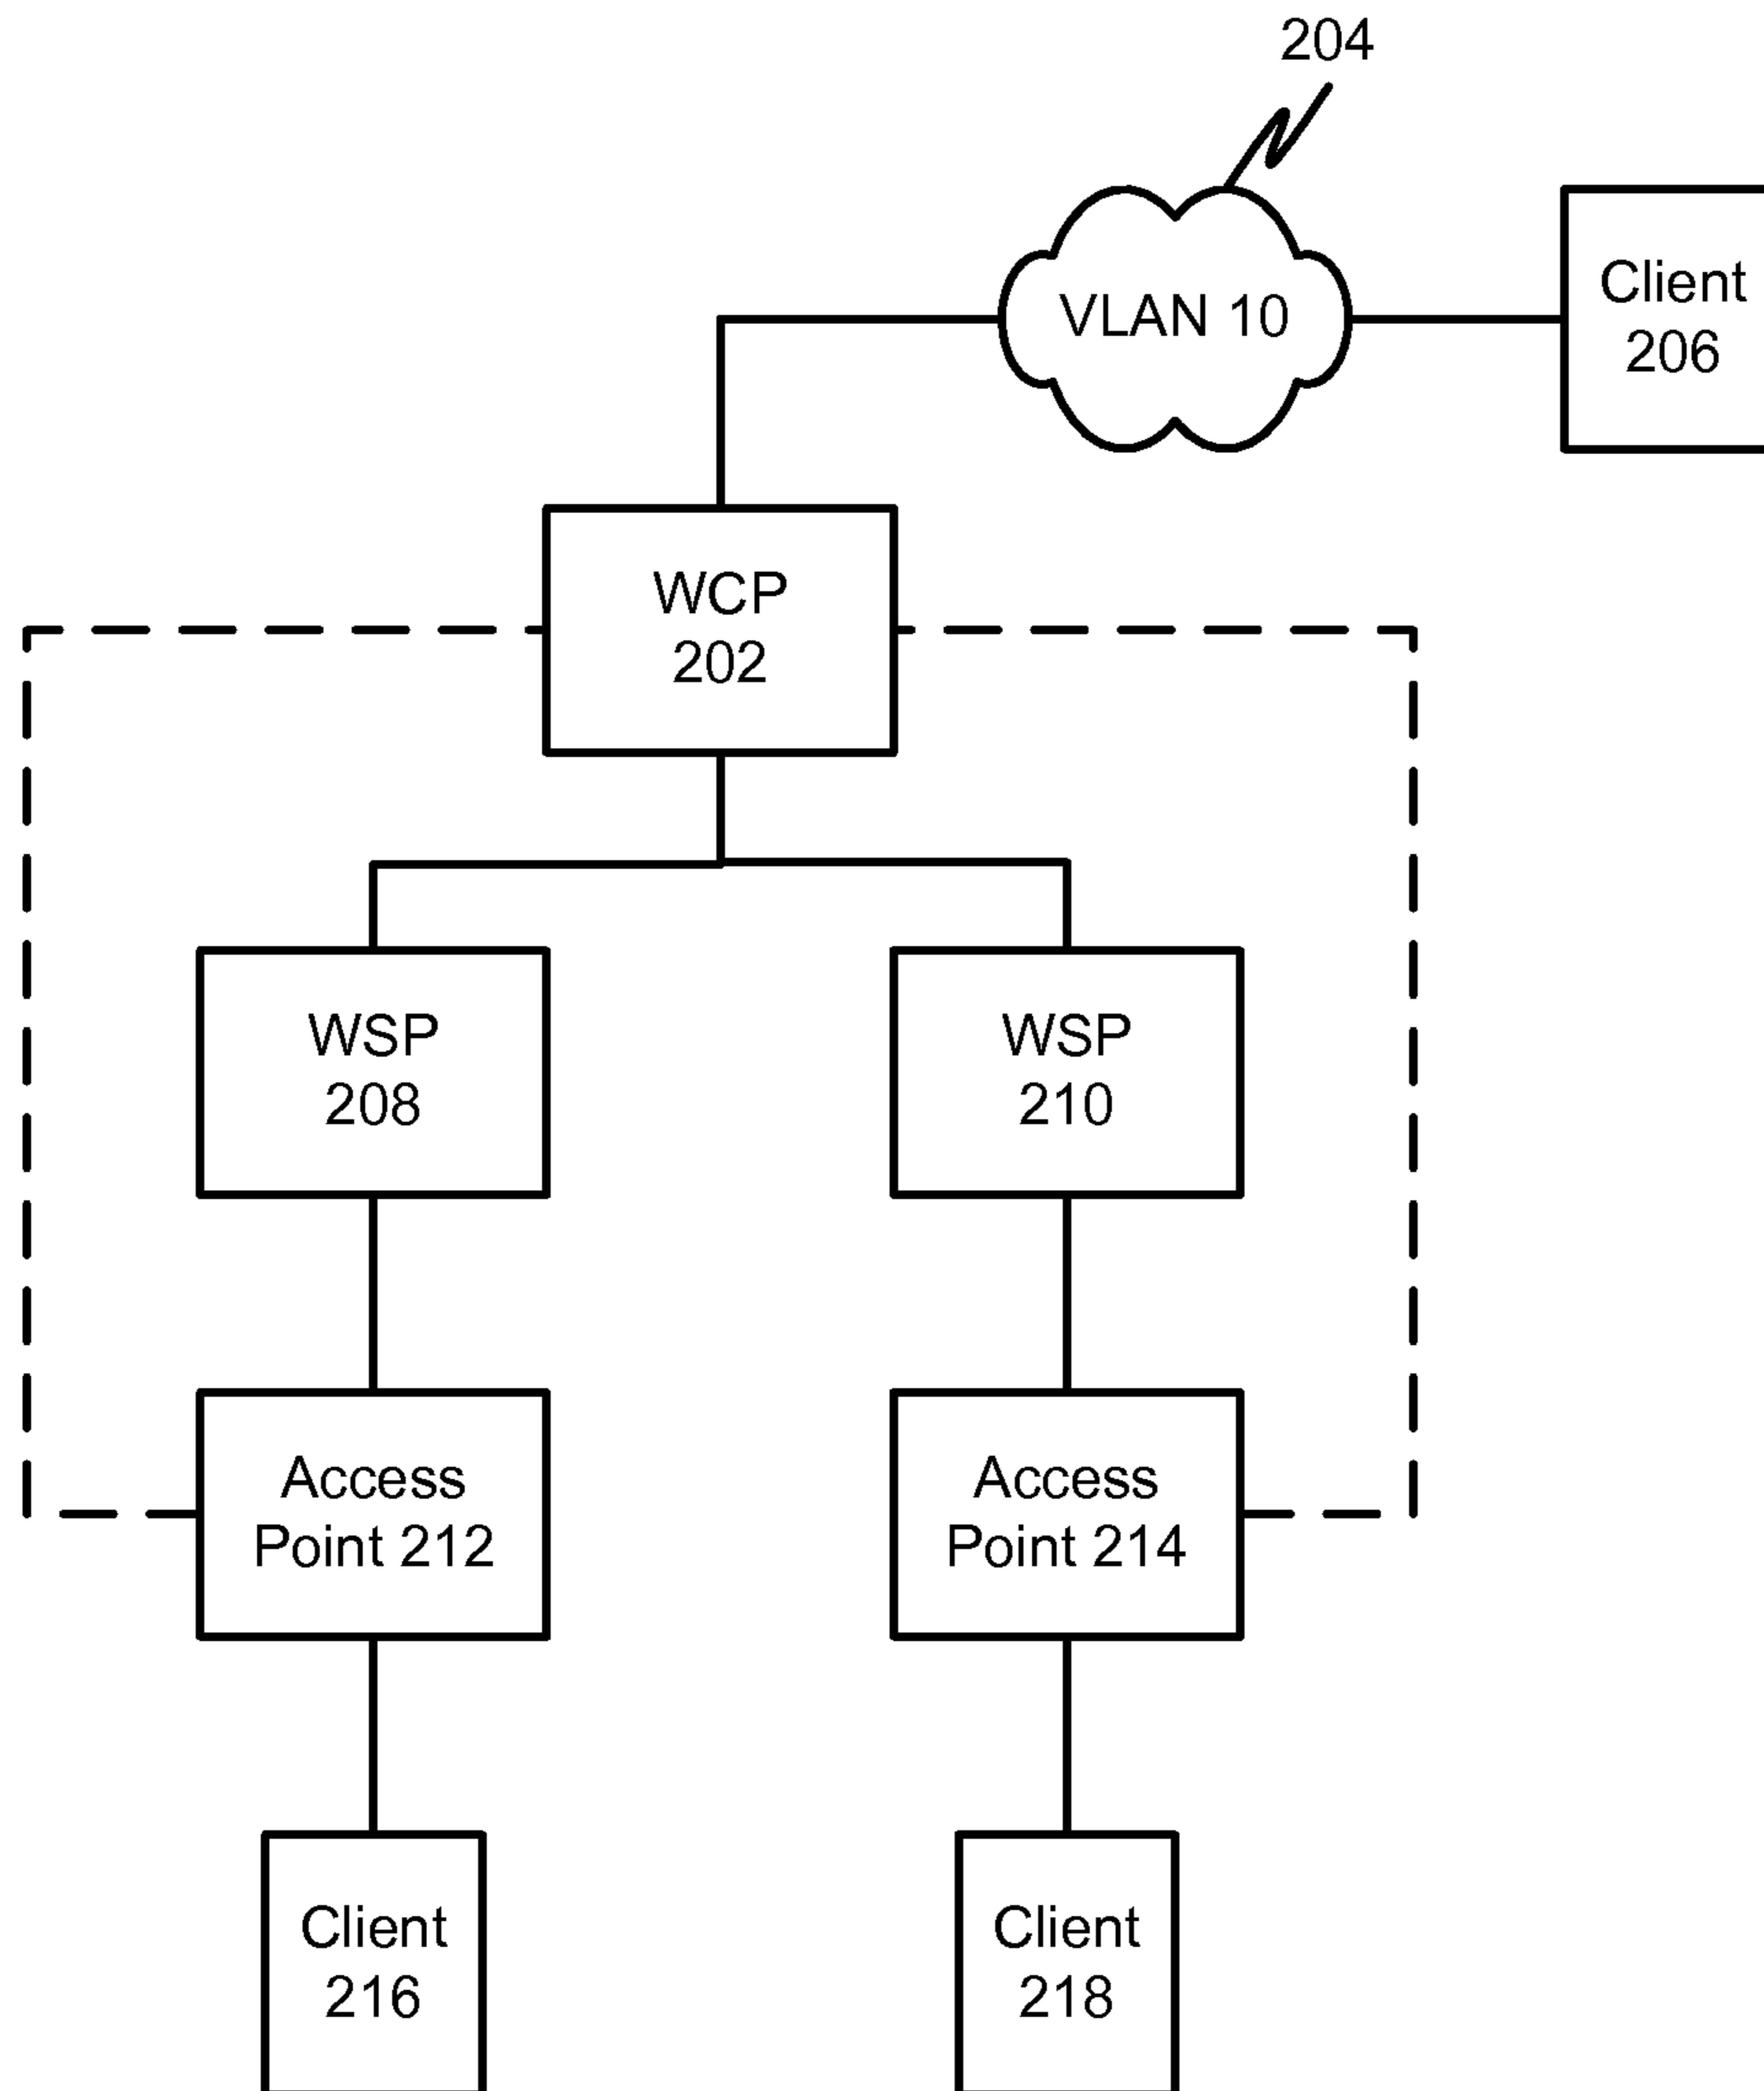 204
VLAN 10
Client
206
WCP
202
WSP
208
WSP
210
Access
Point 212
Access
Point 214
Client
216
Client
218